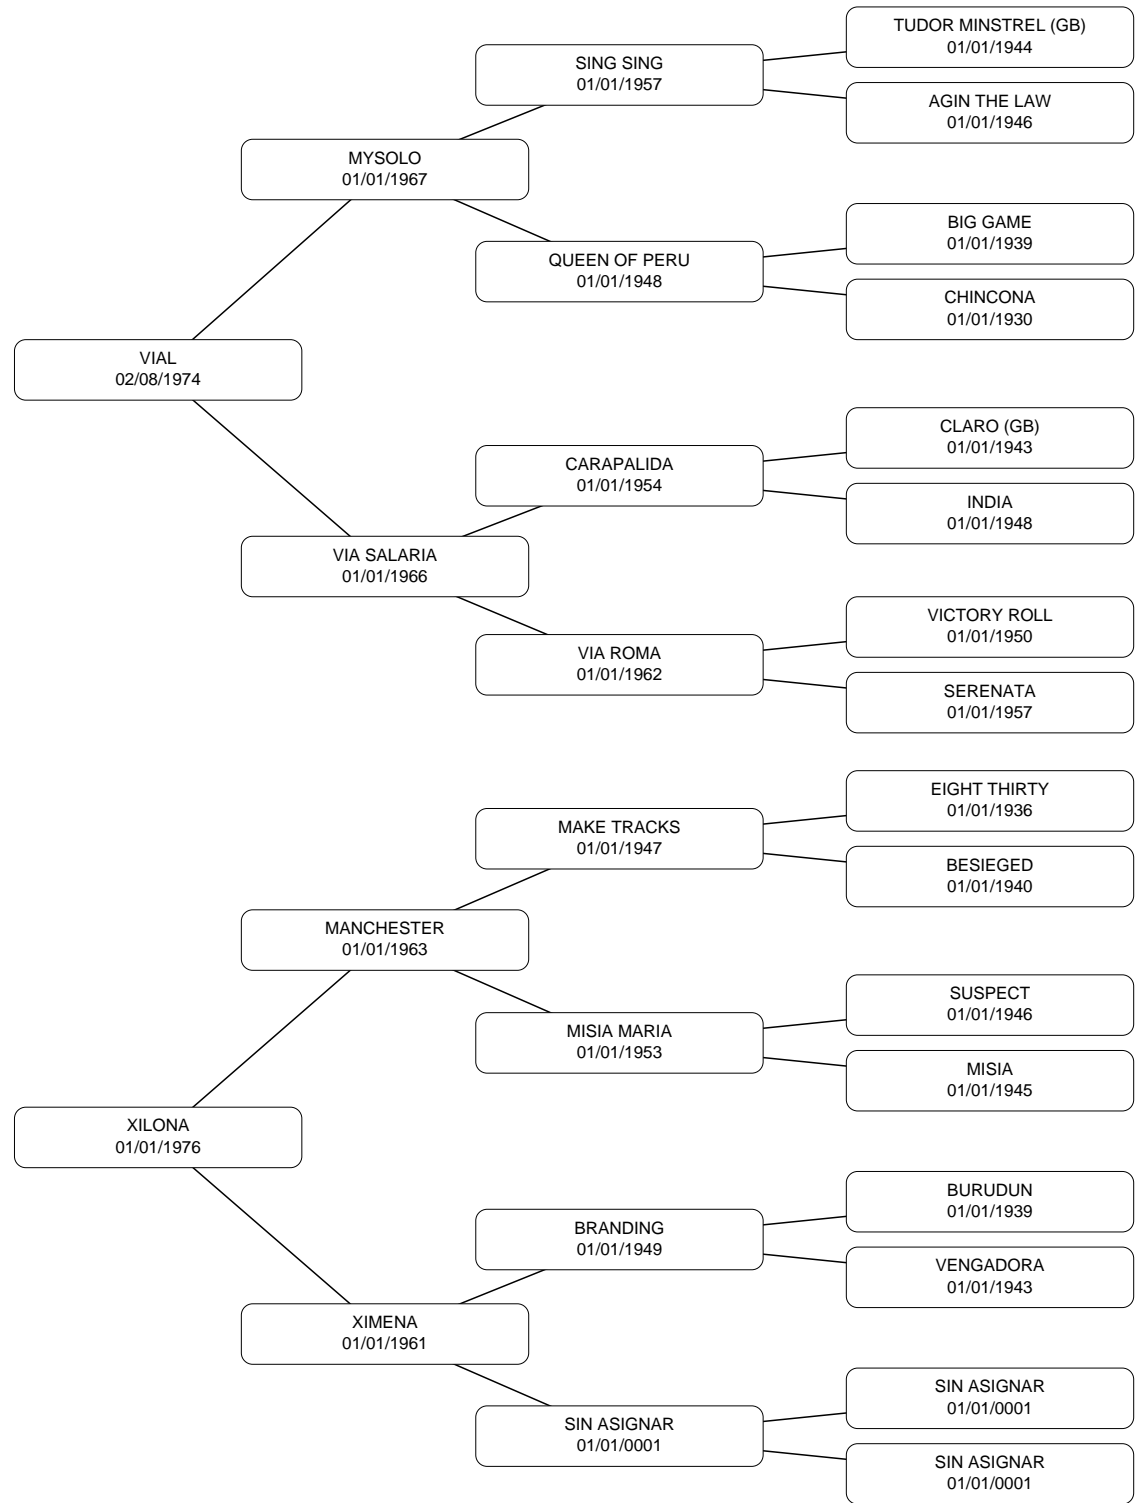 TUDOR MINSTREL (GB)
01/01/1944
SING SING
01/01/1957
AGIN THE LAW
01/01/1946
MYSOLO
01/01/1967
BIG GAME
01/01/1939
QUEEN OF PERU
01/01/1948
CHINCONA
01/01/1930
VIAL
02/08/1974
CLARO (GB)
01/01/1943
CARAPALIDA
01/01/1954
INDIA
01/01/1948
VIA SALARIA
01/01/1966
VICTORY ROLL
01/01/1950
VIA ROMA
01/01/1962
SERENATA
01/01/1957
EIGHT THIRTY
01/01/1936
MAKE TRACKS
01/01/1947
BESIEGED
01/01/1940
MANCHESTER
01/01/1963
SUSPECT
01/01/1946
MISIA MARIA
01/01/1953
MISIA
01/01/1945
XILONA
01/01/1976
BURUDUN
01/01/1939
BRANDING
01/01/1949
VENGADORA
01/01/1943
XIMENA
01/01/1961
SIN ASIGNAR
01/01/0001
SIN ASIGNAR
01/01/0001
SIN ASIGNAR
01/01/0001